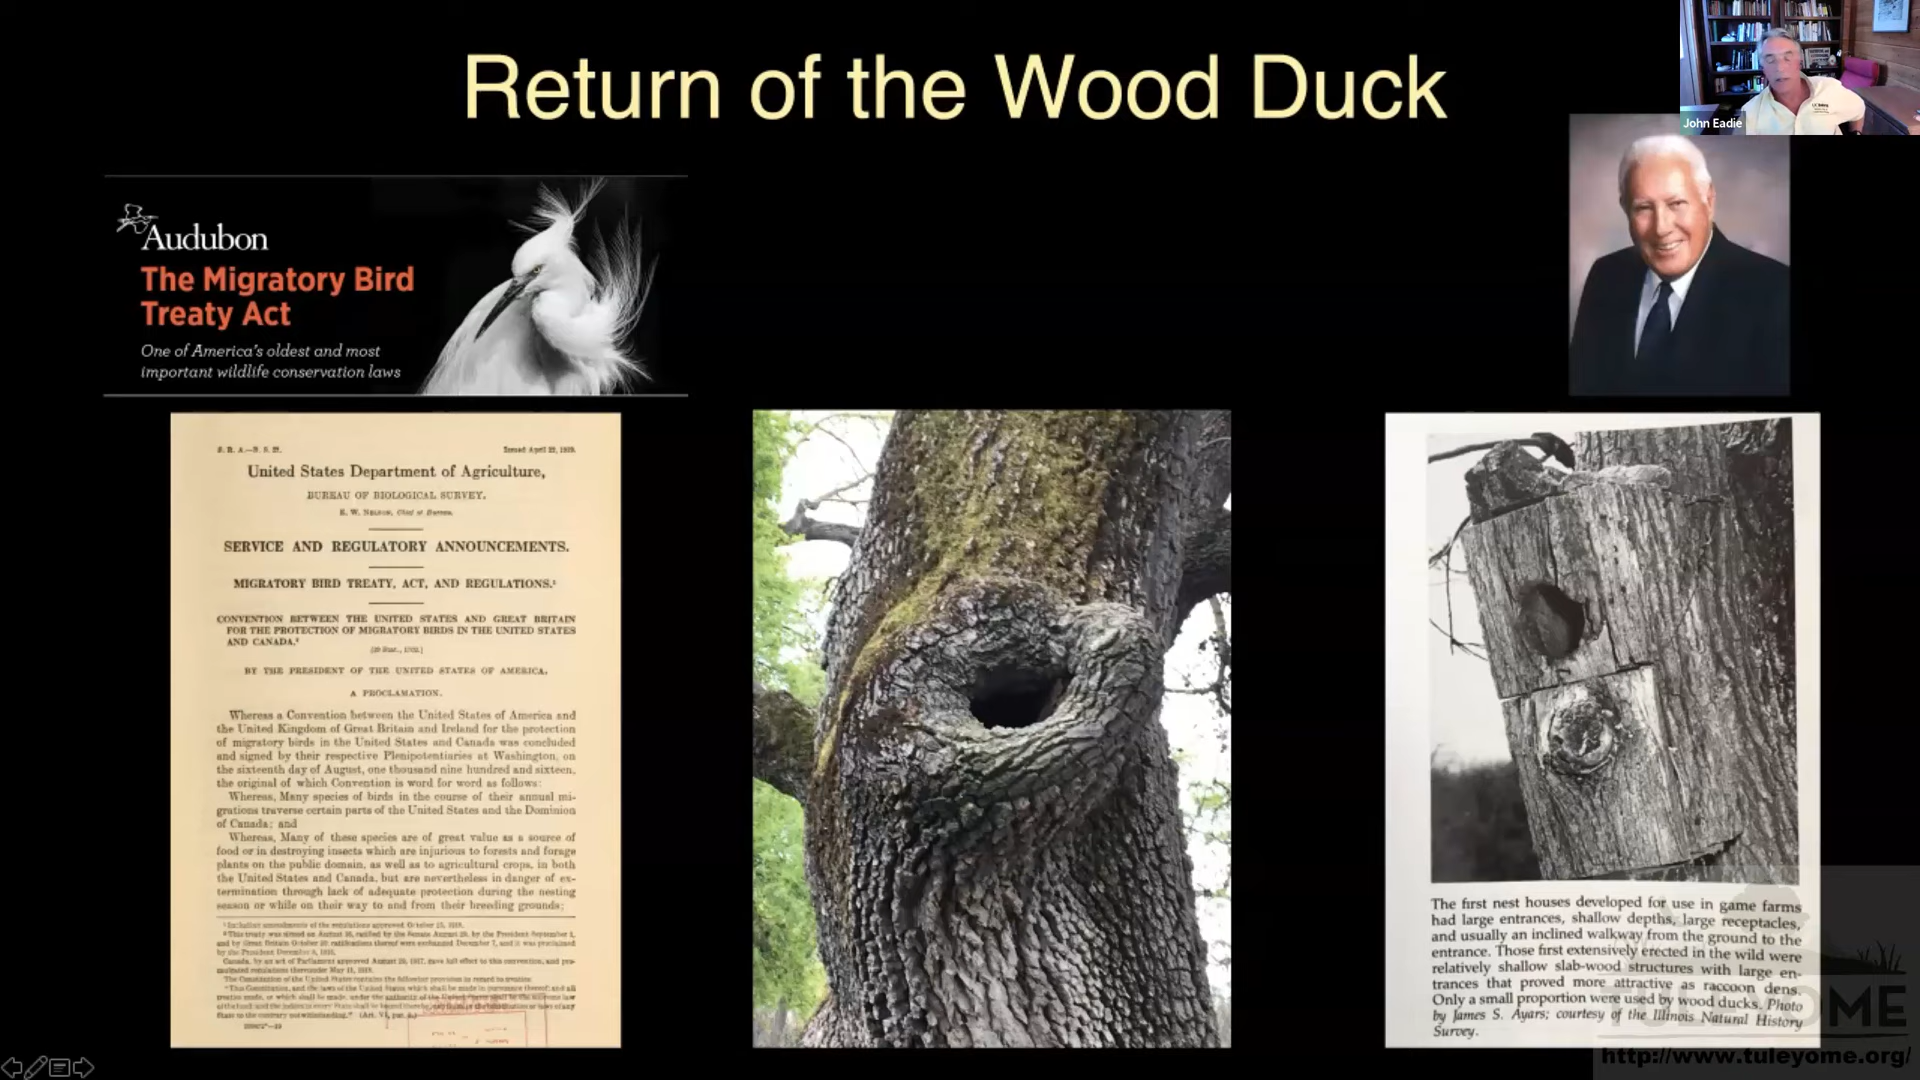 Return of the Wood Duck
John Eadie
Audubon
The Migratory Bird
Treaty Act
One of America's oldest and most
important wildlife conservation laws
United States Department of Agriculture,
BUREAU OF BIOLOGICAL SURVEY.
E. W. Nelson, Chief of Bureau.
SERVICE AND REGULATORY ANNOUNCEMENTS.
MIGRATORY BIRD TREATY, ACT, AND REGULATIONS.¹
CONVENTION BETWEEN THE UNITED STATES AND GREAT BRITAIN
FOR THE PROTECTION OF MIGRATORY BIRDS IN THE UNITED STATES
AND CANADA.²
BY THE PRESIDENT OF THE UNITED STATES OF AMERICA.
A PROCLAMATION.
Whereas a Convention between the United States of America and
the United Kingdom of Great Britain and Ireland for the protection
of migratory birds in the United States and Canada was concluded
and signed by their respective Plenipotentiaries at Washington, on
the sixteenth day of August, one thousand nine hundred and sixteen,
the original of which Convention is word for word as follows:
Whereas, Many species of birds in the course of their annual mi-
grations traverse certain parts of the United States and the Dominion
of Canada; and
Whereas, Many of these species are of great value as a source of
food or in destroying insects which are injurious to forests and forage
plants on the public domain, as well as to agricultural crops, in both
the United States and Canada, but are nevertheless in danger of ex-
termination through lack of adequate protection during the nesting
season or while on their way to and from their breeding grounds;
The first nest houses developed for use in game farms
had large entrances, shallow depths, large receptacles,
and usually an inclined walkway from the ground to the
entrance. Those first extensively erected in the wild were
relatively shallow slab-wood structures with large en-
trances that proved more attractive as raccoon dens.
Only a small proportion were used by wood ducks. Photo
by James S. Ayars; courtesy of the Illinois Natural History
Survey.
TULEYOME
http://www.tuleyome.org/